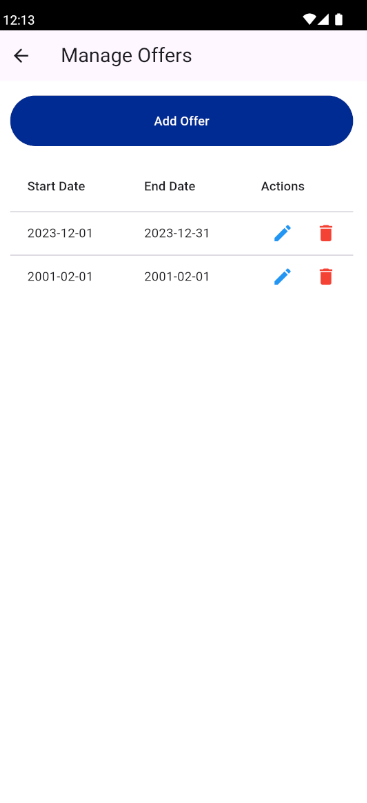 12:13
Manage Offers
Add Offer
Start Date End Date Actions
2023-12-01 2023-12-31
2001-02-01 2001-02-01